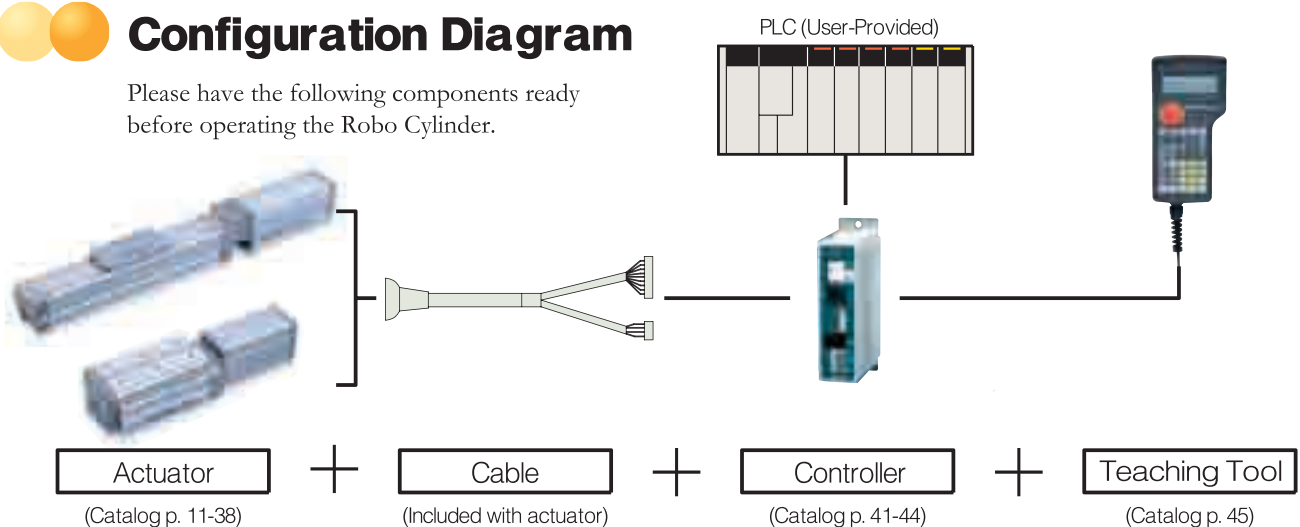 Configuration Diagram
Please have the following components ready
before operating the Robo Cylinder.
PLC (User-Provided)
Actuator
Cable
Controller
Teaching Tool
(Catalog p. 11-38)
(Included with actuator)
(Catalog p. 41-44)
(Catalog p. 45)